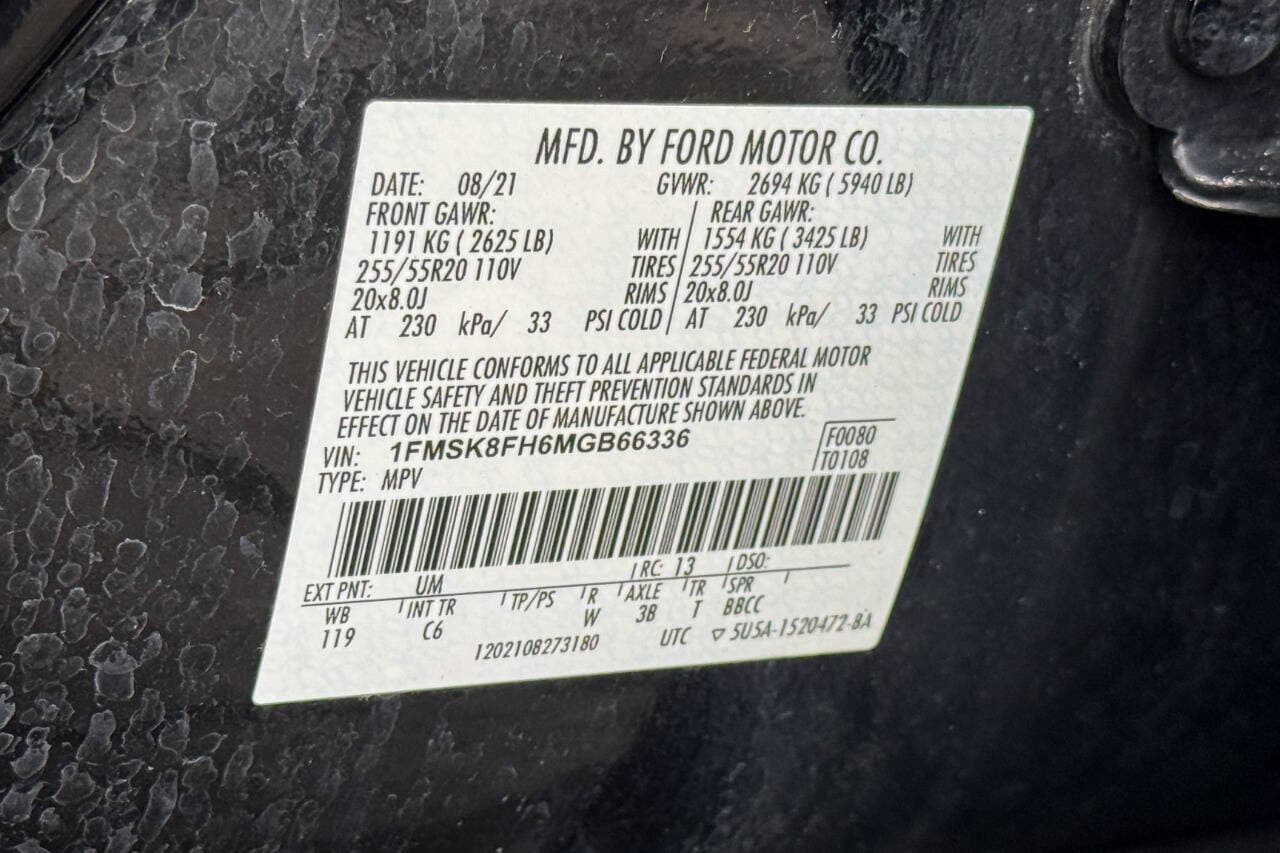 MFD. BY FORD MOTOR CO.
DATE: 08/21 GVWR: 2694 KG ( 5940 LB)
FRONT GAWR: REAR GAWR:
1191 KG ( 2625 LB) WITH 1554 KG ( 3425 LB) WITH
255/55R20 110V TIRES 255/55R20 110V TIRES
20x8.0J RIMS 20x8.0J RIMS
AT 230 kPa/ 33 PSI COLD AT 230 kPa/ 33 PSI COLD
THIS VEHICLE CONFORMS TO ALL APPLICABLE FEDERAL MOTOR
VEHICLE SAFETY AND THEFT PREVENTION STANDARDS IN
EFFECT ON THE DATE OF MANUFACTURE SHOWN ABOVE.
VIN: 1FMSK8FH6MGB66336 F0080
TYPE: MPV T0108
EXT PNT: UM RC: 13 DSO:
WB INT TR TP/PS R AXLE TR SPR
119 C6 W 3B T BBCC
1202108273180 UTC ▽ 5U5A-1520472-BA